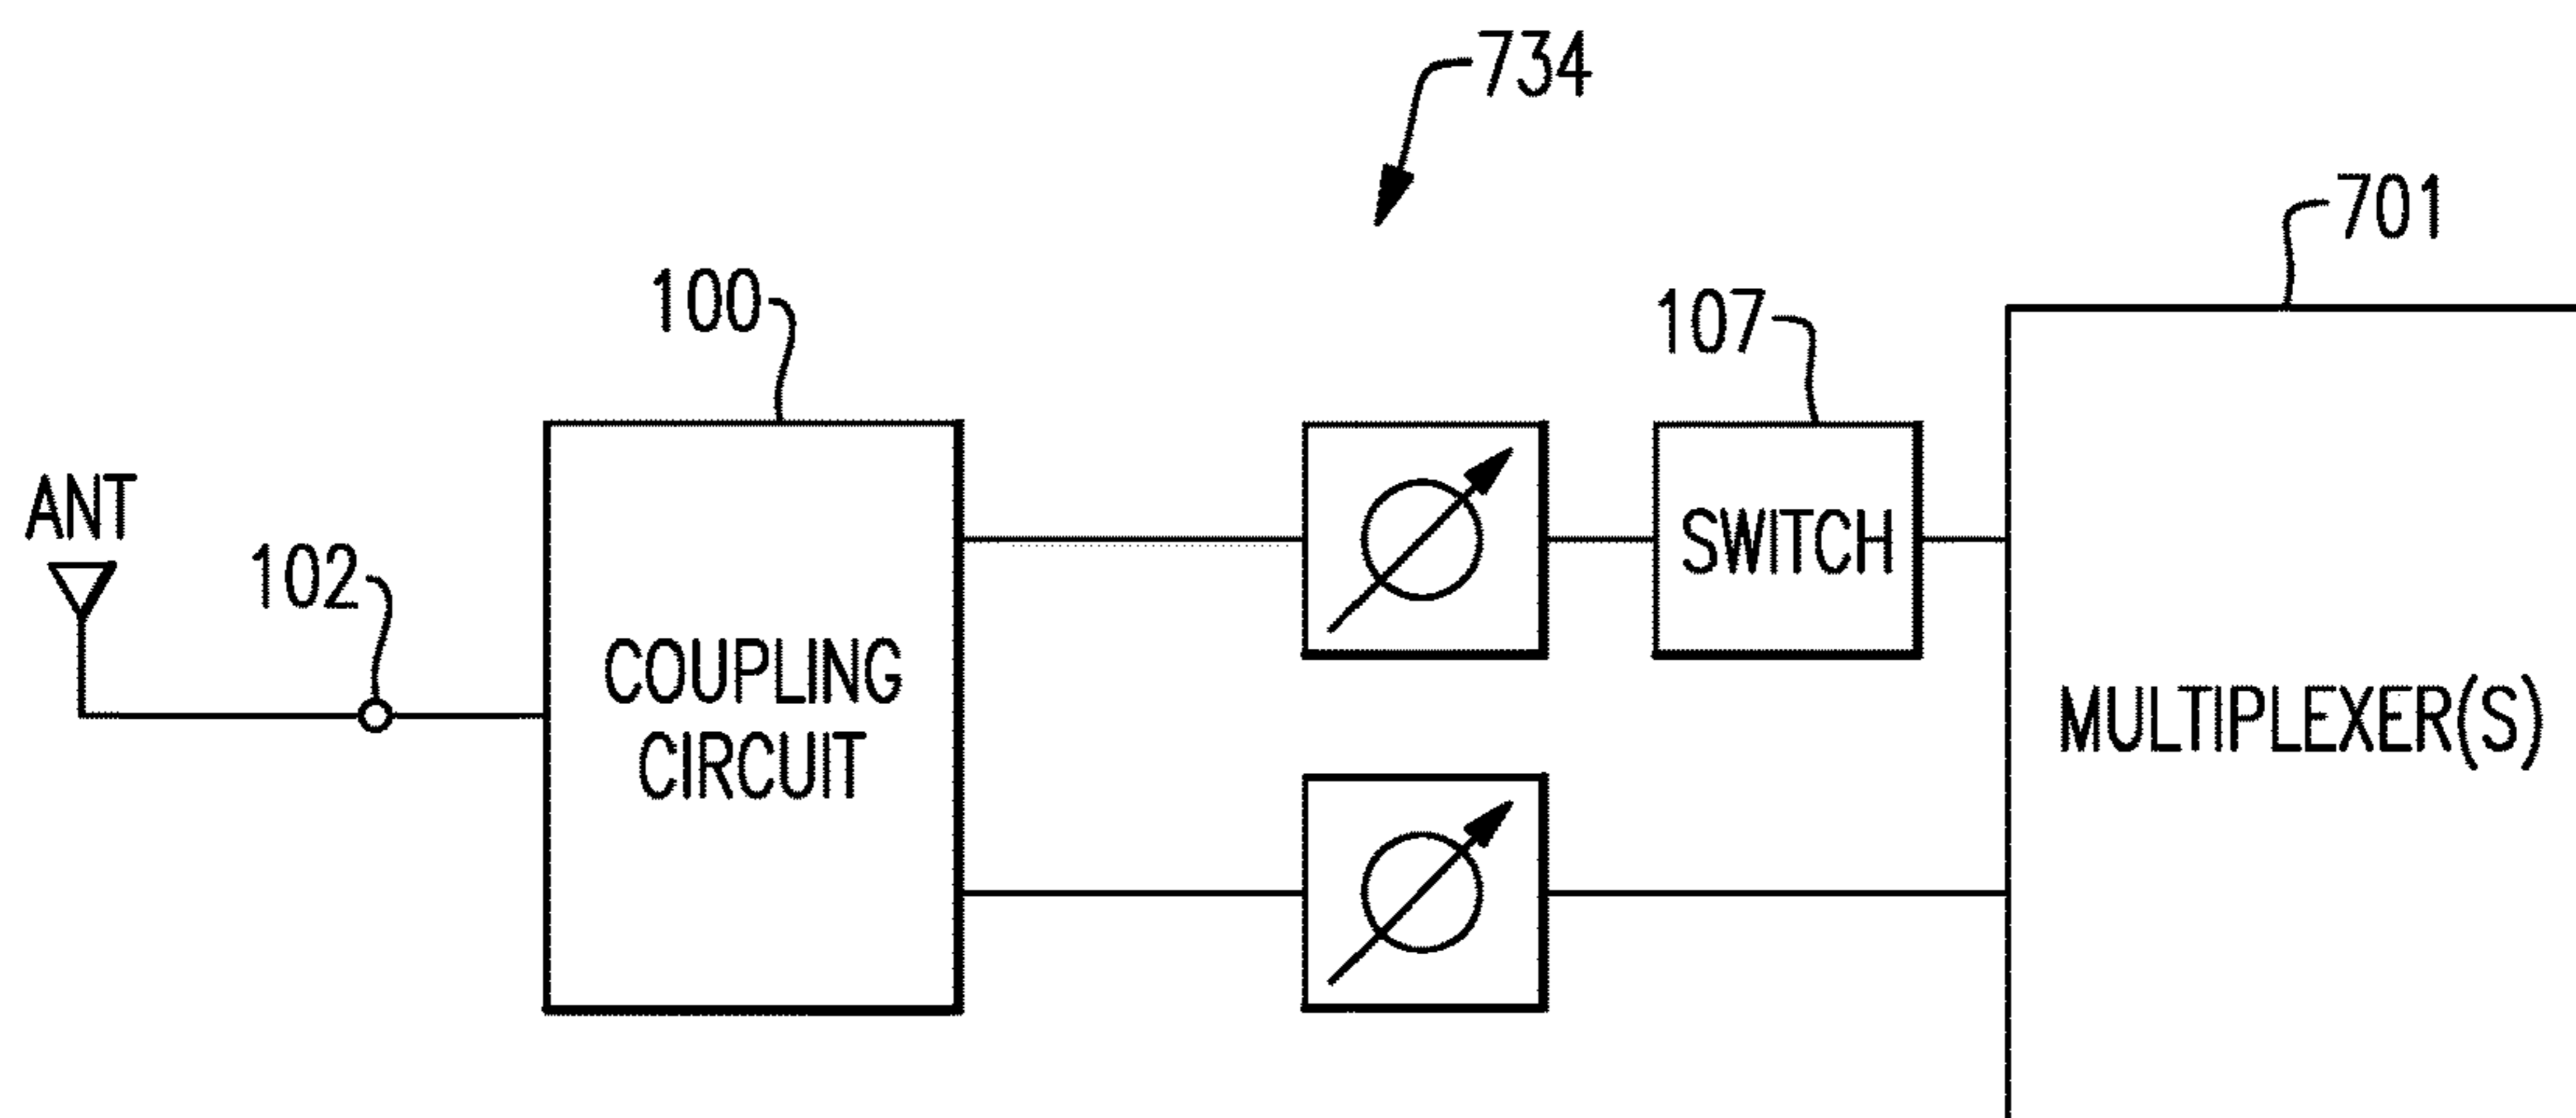 734
701
100
107
ANT
102
SWITCH
COUPLING
CIRCUIT
MULTIPLEXER(S)